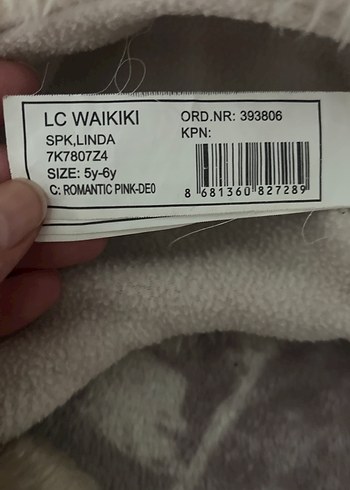 LC WAIKIKI
SPK,LINDA
7K7807Z4
SIZE: 5y-6y
C: ROMANTIC PINK-DE0
ORD.NR: 393806
KPN:
8 681360 827289